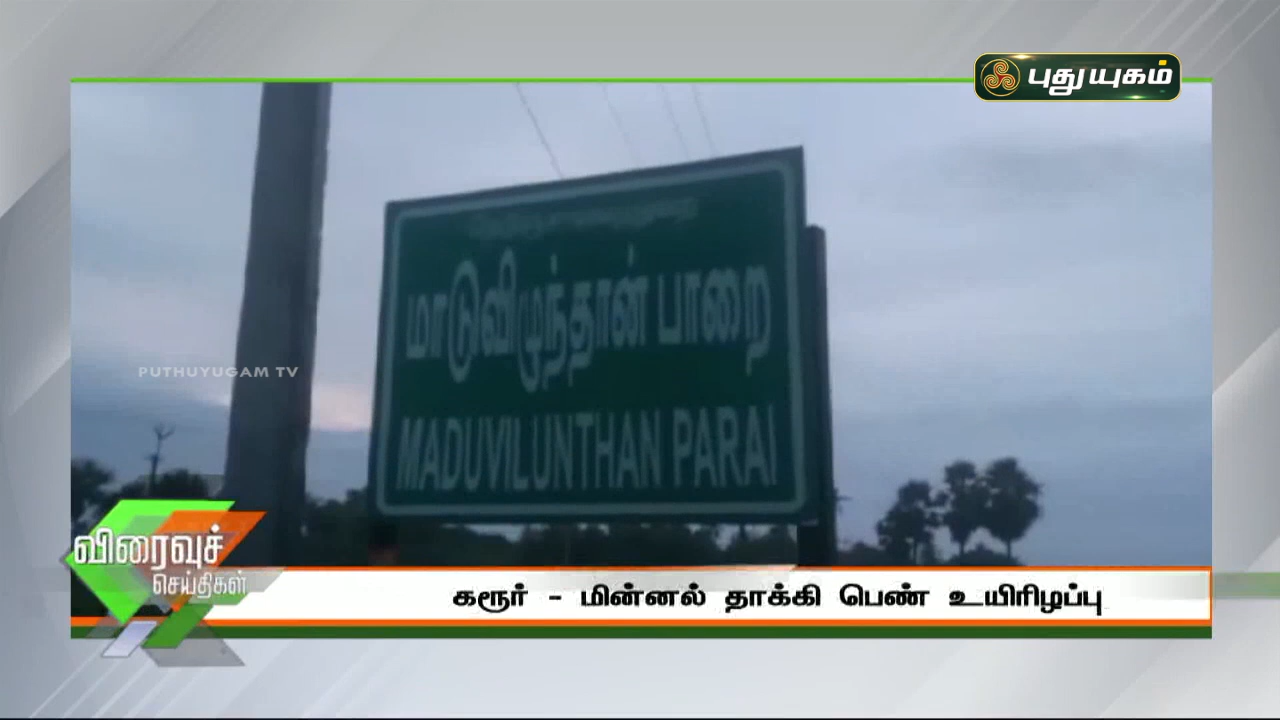 புதுயுகம்
மாடுவிழுந்தான் பாறை
MADUVILUNTHAN PARAI
PUTHUYUGAM TV
விரைவுச்
செய்திகள்
கரூர் - மின்னல் தாக்கி பெண் உயிரிழப்பு